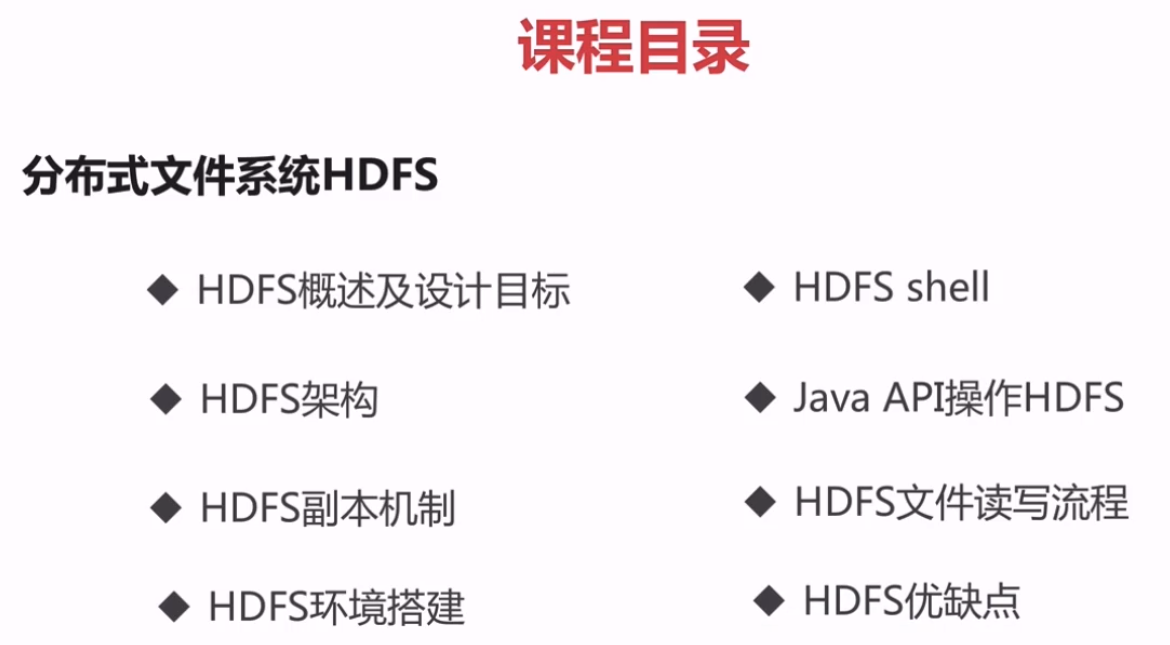 课程目录
分布式文件系统HDFS
◆ HDFS概述及设计目标
◆ HDFS架构
◆ HDFS副本机制
◆ HDFS环境搭建
◆ HDFS shell
◆ Java API操作HDFS
◆ HDFS文件读写流程
◆ HDFS优缺点